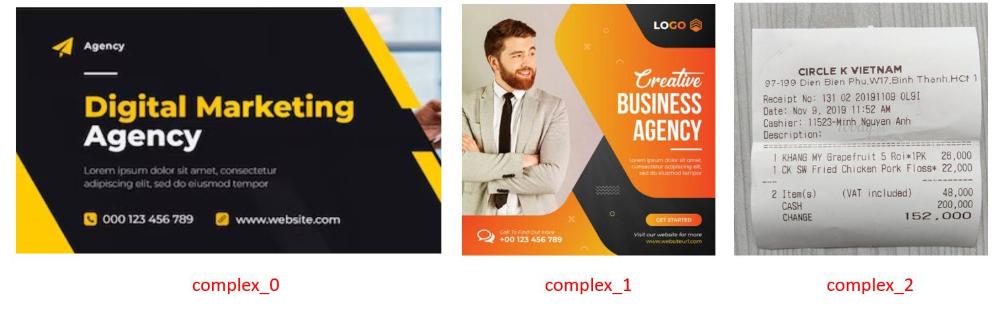 Agency
Digital Marketing
Agency
Lorem ipsum dolor sit amet, consectetur
adipiscing elit, sed do eiusmod tempor
000 123 456 789 www.website.com
complex_0
LOGO
Creative
BUSINESS
AGENCY
Lorem ipsum dolor sit amet,
consectetur adipiscing elit,
sed do eiusmod tempor
GET STARTED
Call To Find Out More
+00 123 456 789
Visit our website for more
www.websiteurl.com
complex_1
CIRCLE K VIETNAM
97-199 Dien Bien Phu,W17,Binh Thanh,HCM 1
Receipt No: 131 02 20191109 0L9I
Date: Nov 9, 2019 11:52 AM
Cashier: 11523-Minh Nguyen Anh
Description:
1 KHANG MY Grapefruit 5 Roi*1PK 26,000
1 CK SW Fried Chicken Pork Floss* 22,000
2 Item(s) (VAT included) 48,000
CASH 200,000
CHANGE 152,000
complex_2